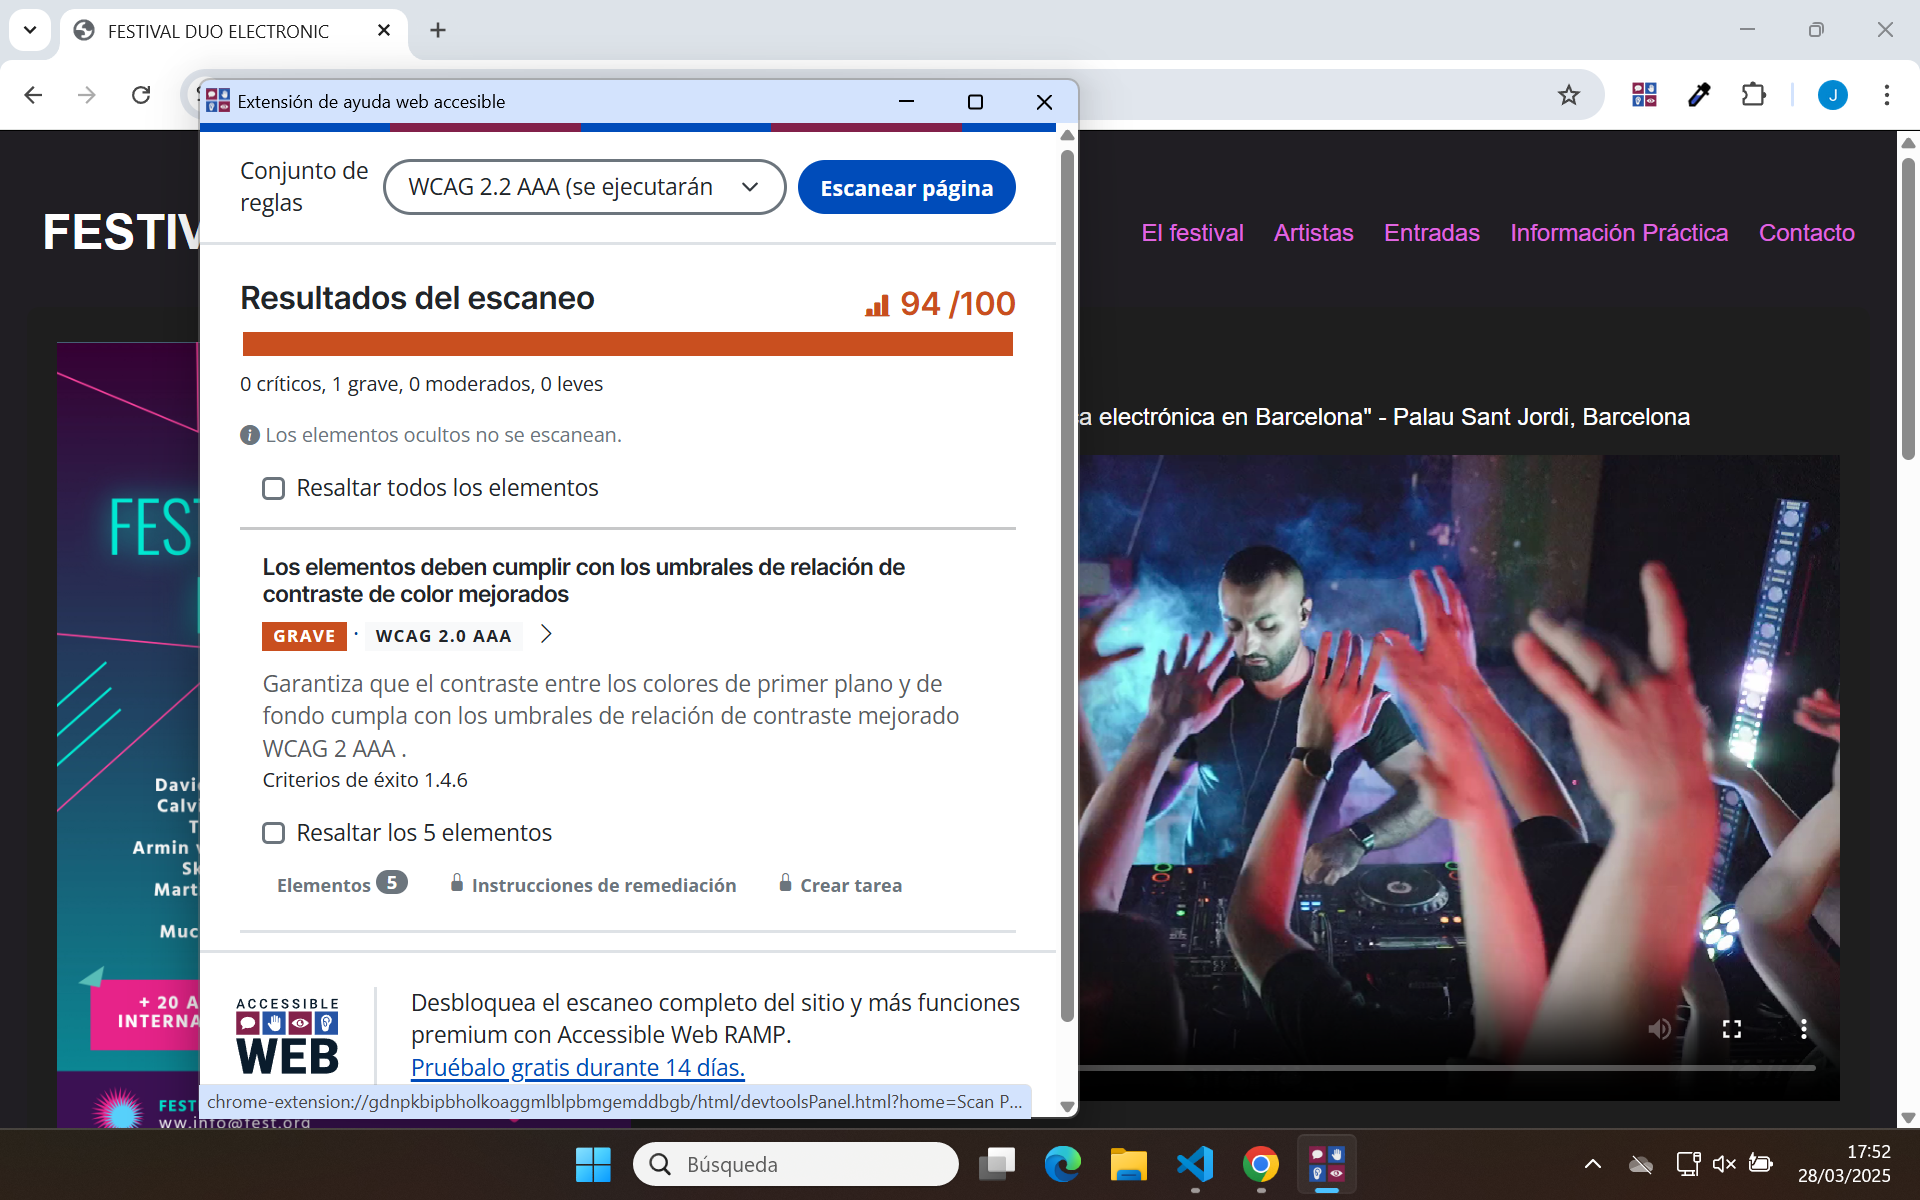 FESTIVAL DUO ELECTRONIC
J
Extensión de ayuda web accesible
Conjunto de
reglas
WCAG 2.2 AAA (se ejecutarán
Escanear página
Resultados del escaneo
94 /100
0 críticos, 1 grave, 0 moderados, 0 leves
Los elementos ocultos no se escanean.
Resaltar todos los elementos
Los elementos deben cumplir con los umbrales de relación de
contraste de color mejorados
GRAVE · WCAG 2.0 AAA
Garantiza que el contraste entre los colores de primer plano y de
fondo cumpla con los umbrales de relación de contraste mejorado
WCAG 2 AAA .
Criterios de éxito 1.4.6
Resaltar los 5 elementos
Elementos 5
Instrucciones de remediación
Crear tarea
ACCESSIBLE
WEB
Desbloquea el escaneo completo del sitio y más funciones
premium con Accessible Web RAMP.
Pruébalo gratis durante 14 días.
chrome-extension://gdnpkbipbholkoaggmlblpbmgemddbgb/html/devtoolsPanel.html?home=Scan P...
FESTIV
El festival
Artistas
Entradas
Información Práctica
Contacto
a electrónica en Barcelona" - Palau Sant Jordi, Barcelona
FES
Davi
Calvi
T
Armin v
Sk
Mart
Muc
+ 20 A
INTERNA
FEST
ww.info@fest.org
Búsqueda
17:52
28/03/2025